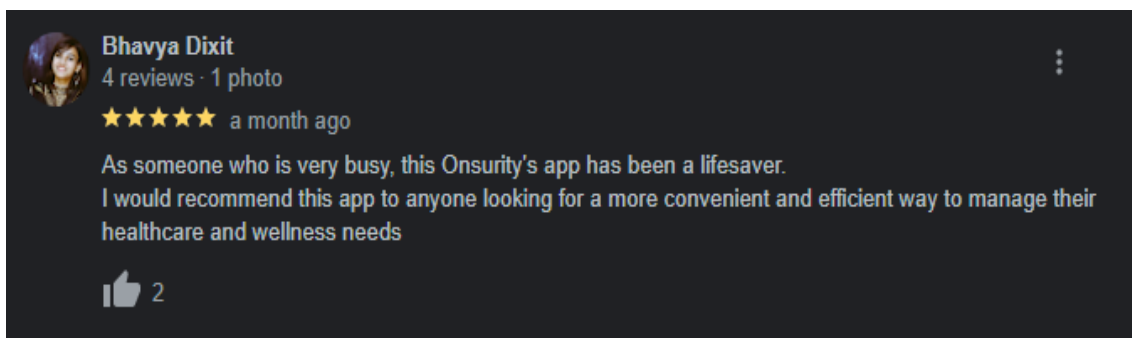 Bhavya Dixit
4 reviews · 1 photo
a month ago
As someone who is very busy, this Onsurity's app has been a lifesaver.
I would recommend this app to anyone looking for a more convenient and efficient way to manage their
healthcare and wellness needs
2